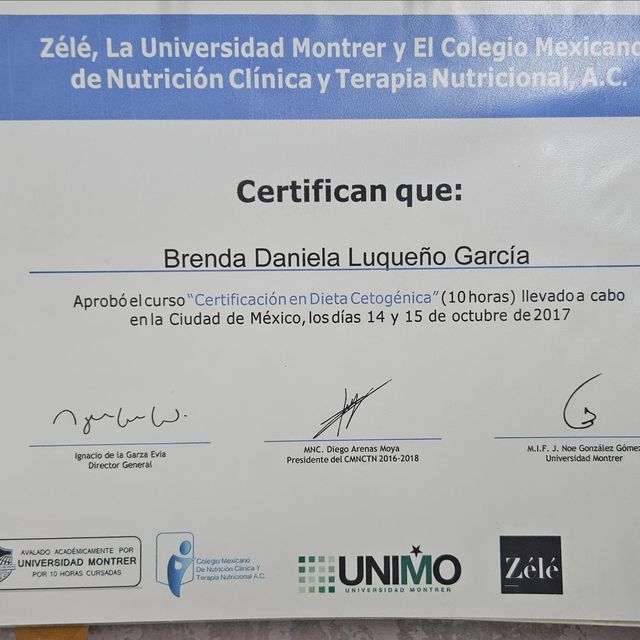 Zélé, La Universidad Montrer y El Colegio Mexicano
de Nutrición Clínica y Terapia Nutricional, A.C.
Certifican que:
Brenda Daniela Luqueño García
Aprobó el curso "Certificación en Dieta Cetogénica" (10 horas) llevado a cabo
en la Ciudad de México, los días 14 y 15 de octubre de 2017
Ignacio de la Garza Evia
Director General
MNC. Diego Arenas Moya
Presidente del CMNCTN 2016-2018
M.I.F. J. Noe González Gómez
Universidad Montrer
AVALADO ACADÉMICAMENTE POR
UNIVERSIDAD MONTRER
POR 10 HORAS CURSADAS
Colegio Mexicano
De Nutrición Clínica Y
Terapia Nutricional A.C.
UNIMO
UNIVERSIDAD MONTRER
Zélé